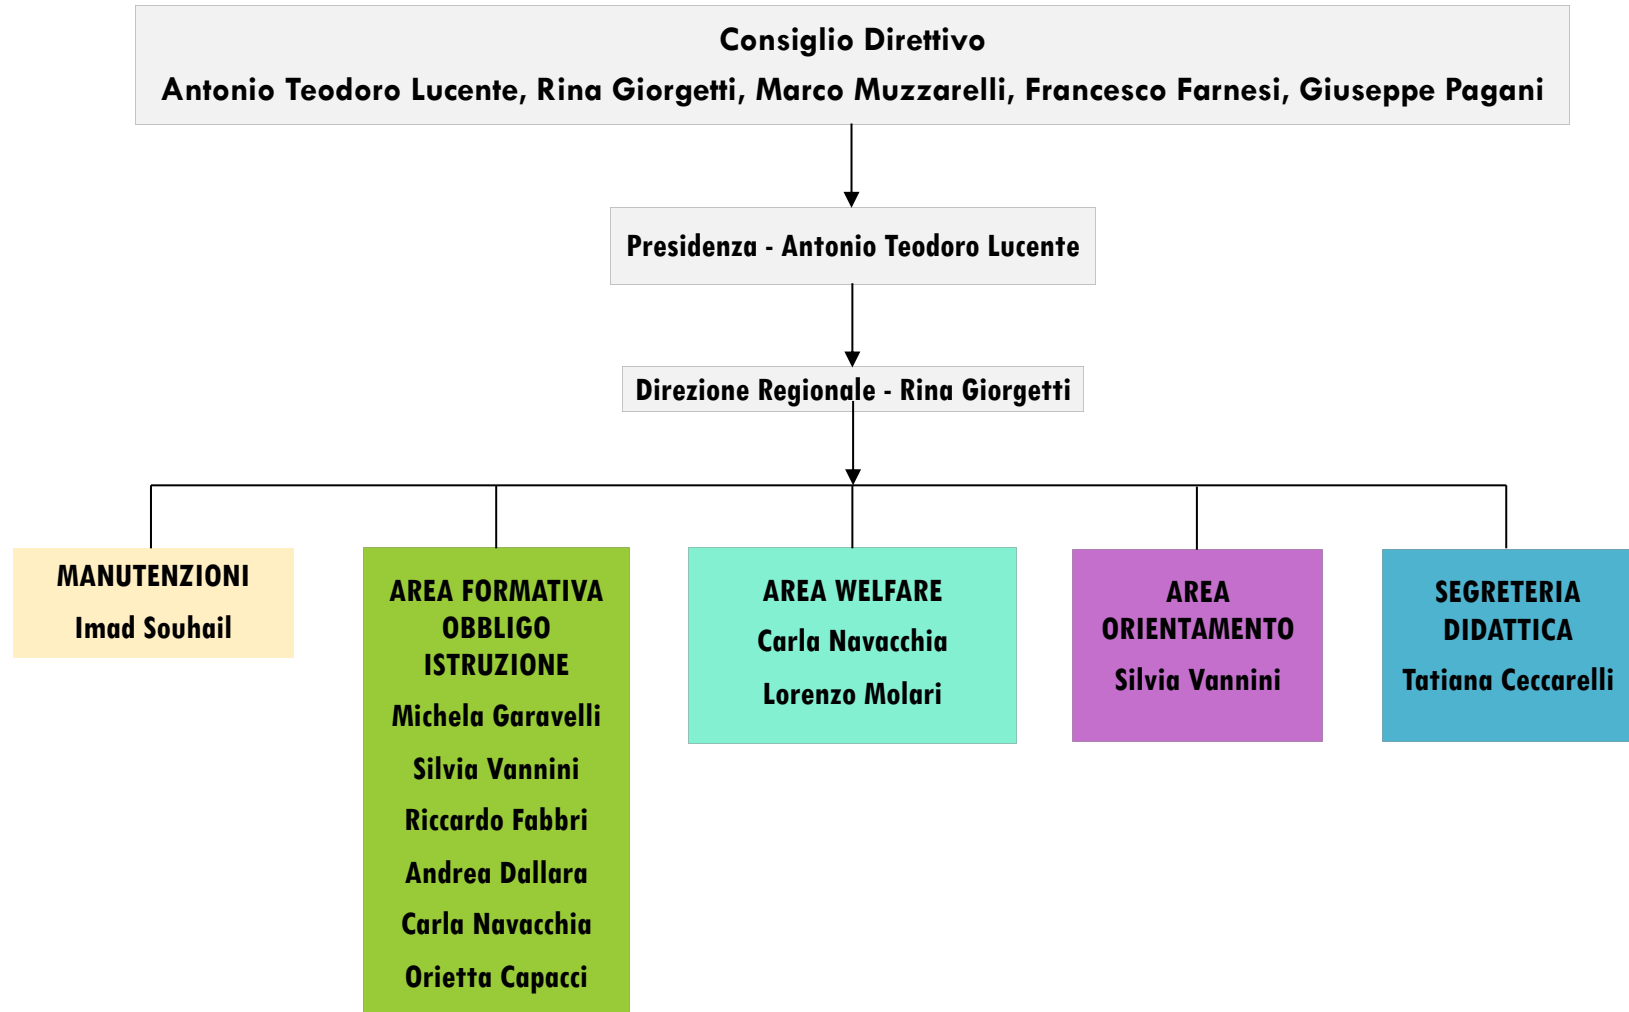 Consiglio Direttivo
Antonio Teodoro Lucente, Rina Giorgetti, Marco Muzzarelli, Francesco Farnesi, Giuseppe Pagani
Presidenza - Antonio Teodoro Lucente
Direzione Regionale - Rina Giorgetti
MANUTENZIONI
Imad Souhail
AREA FORMATIVA
OBBLIGO
ISTRUZIONE
Michela Garavelli
Silvia Vannini
Riccardo Fabbri
Andrea Dallara
Carla Navacchia
Orietta Capacci
AREA WELFARE
Carla Navacchia
Lorenzo Molari
AREA
ORIENTAMENTO
Silvia Vannini
SEGRETERIA
DIDATTICA
Tatiana Ceccarelli